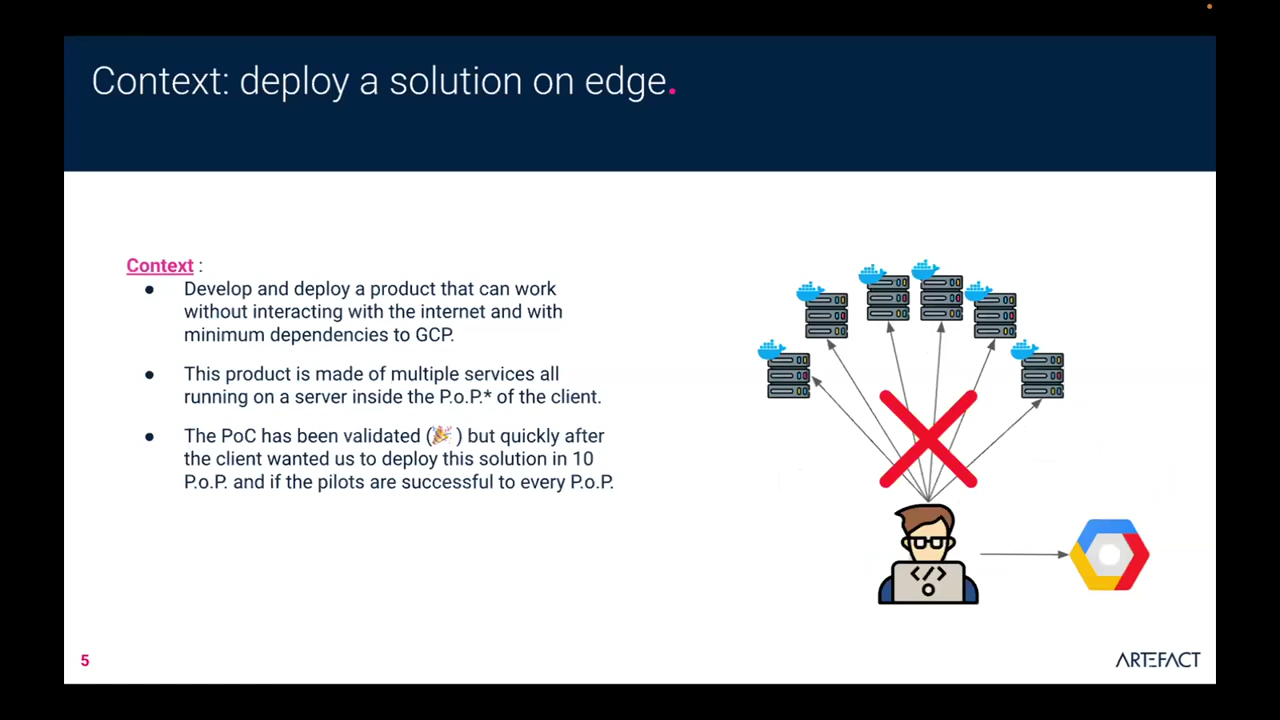 Context: deploy a solution on edge.
Context :
● Develop and deploy a product that can work
without interacting with the internet and with
minimum dependencies to GCP.
● This product is made of multiple services all
running on a server inside the P.o.P.* of the client.
● The PoC has been validated (🎉 ) but quickly after
the client wanted us to deploy this solution in 10
P.o.P. and if the pilots are successful to every P.o.P.
</>
5
ARTEFACT